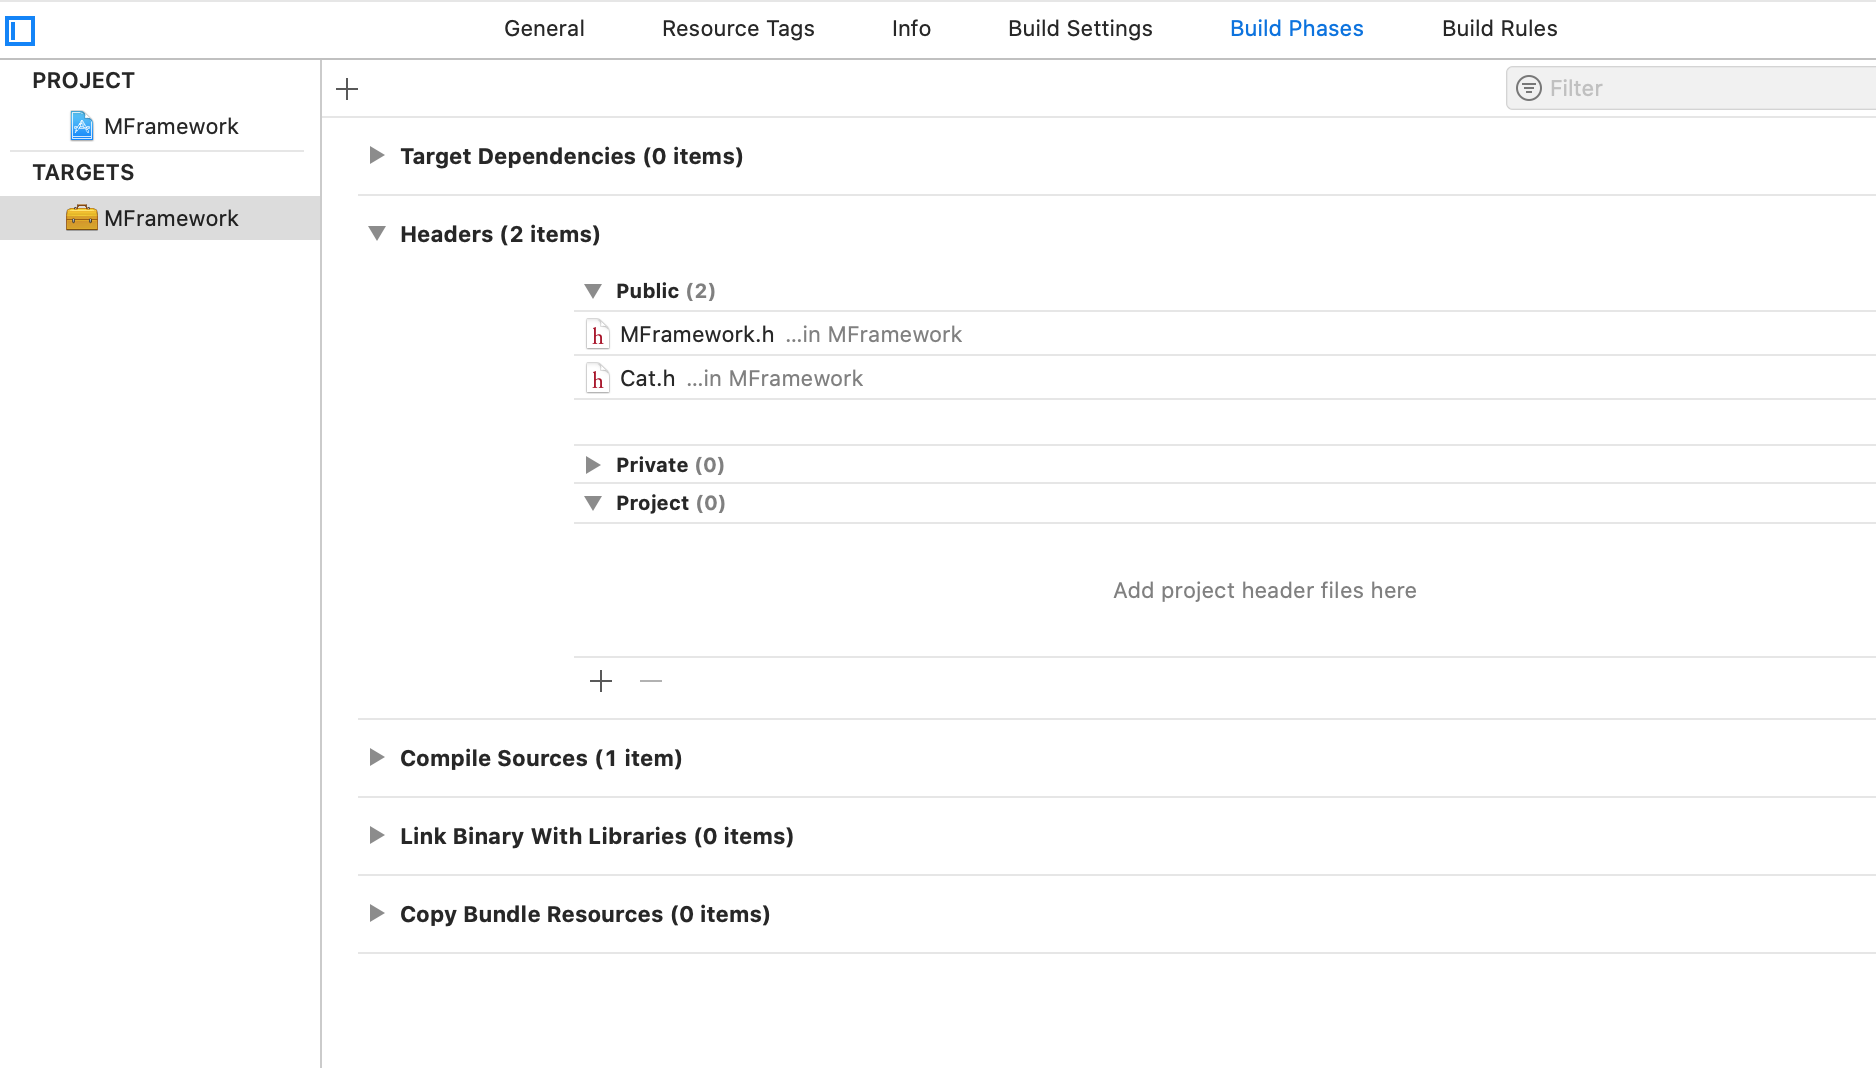 General Resource Tags Info Build Settings Build Phases Build Rules
PROJECT
MFramework
TARGETS
MFramework
Filter
Target Dependencies (0 items)
Headers (2 items)
Public (2)
h MFramework.h ...in MFramework
h Cat.h ...in MFramework
Private (0)
Project (0)
Add project header files here
Compile Sources (1 item)
Link Binary With Libraries (0 items)
Copy Bundle Resources (0 items)